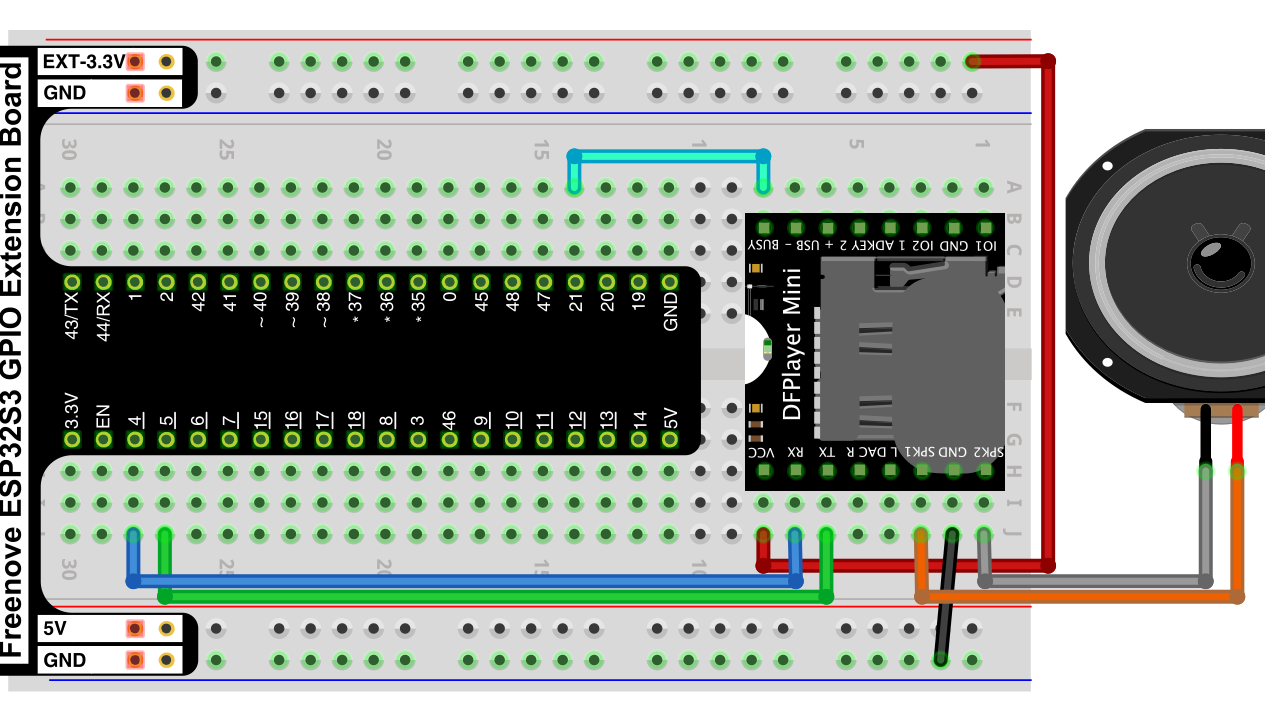 Freenove ESP32S3 GPIO Extension Board
EXT-3.3V
GND
30 25 20 15 1 5 1
A
B
C
D
E
43/TX 44/RX 1 2 42 41 ~ 40 ~ 39 ~ 38 * 37 * 36 * 35 0 45 48 47 21 20 19 GND
BUSY USB - USB + ADKEY 2 ADKEY 1 IO2 GND IO1
DFPlayer Mini
3.3V EN 4 5 6 7 15 16 17 18 8 3 46 9 10 11 12 13 14 5V
VCC RX TX DAC R DAC L SPK1 GND SPK2
F
G
H
I
J
30 25 20 15 10
5V
GND